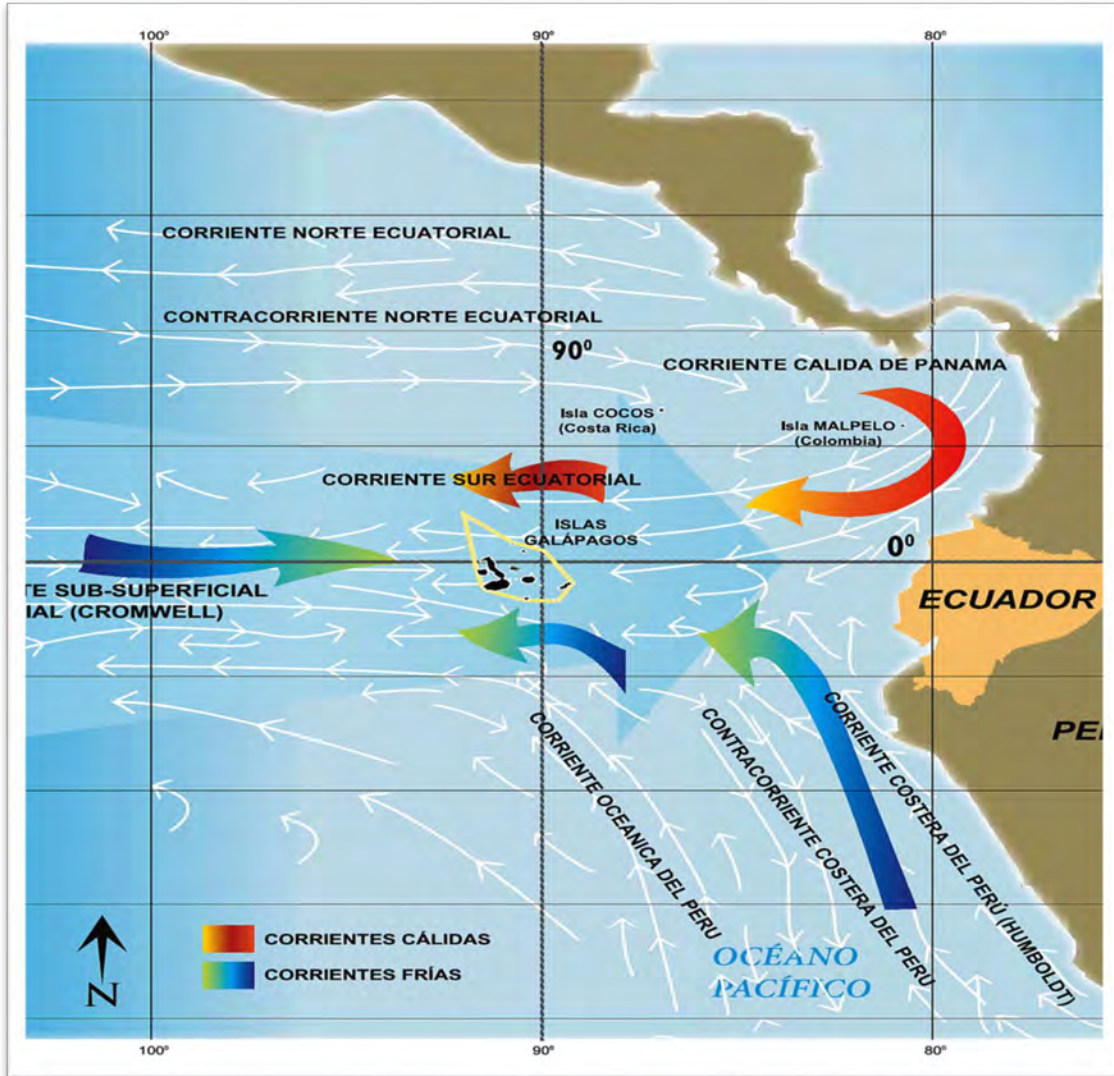 100°
90°
80°
CORRIENTE NORTE ECUATORIAL
CONTRACORRIENTE NORTE ECUATORIAL
90⁰
CORRIENTE CALIDA DE PANAMA
Isla COCOS
(Costa Rica)
Isla MALPELO
(Colombia)
CORRIENTE SUR ECUATORIAL
ISLAS
GALÁPAGOS
0⁰
TE SUB-SUPERFICIAL
IAL (CROMWELL)
ECUADOR
PE
CORRIENTE OCEANICA DEL PERU
CONTRACORRIENTE COSTERA DEL PERU
CORRIENTE COSTERA DEL PERÚ (HUMBOLDT)
N
CORRIENTES CÁLIDAS
CORRIENTES FRÍAS
OCÉANO
PACÍFICO
100°
90°
80°